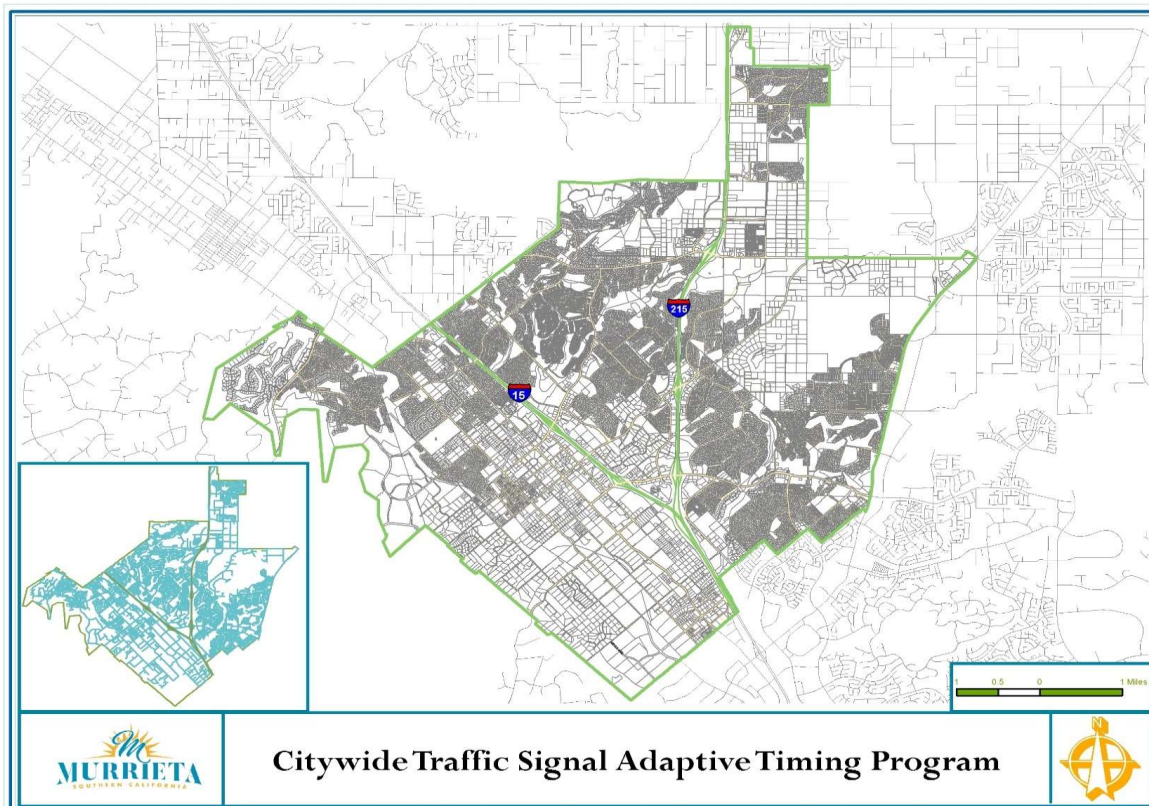 215
15
1 0.5 0 1 Miles
M
MURRIETA
SOUTHERN CALIFORNIA
Citywide Traffic Signal Adaptive Timing Program
N